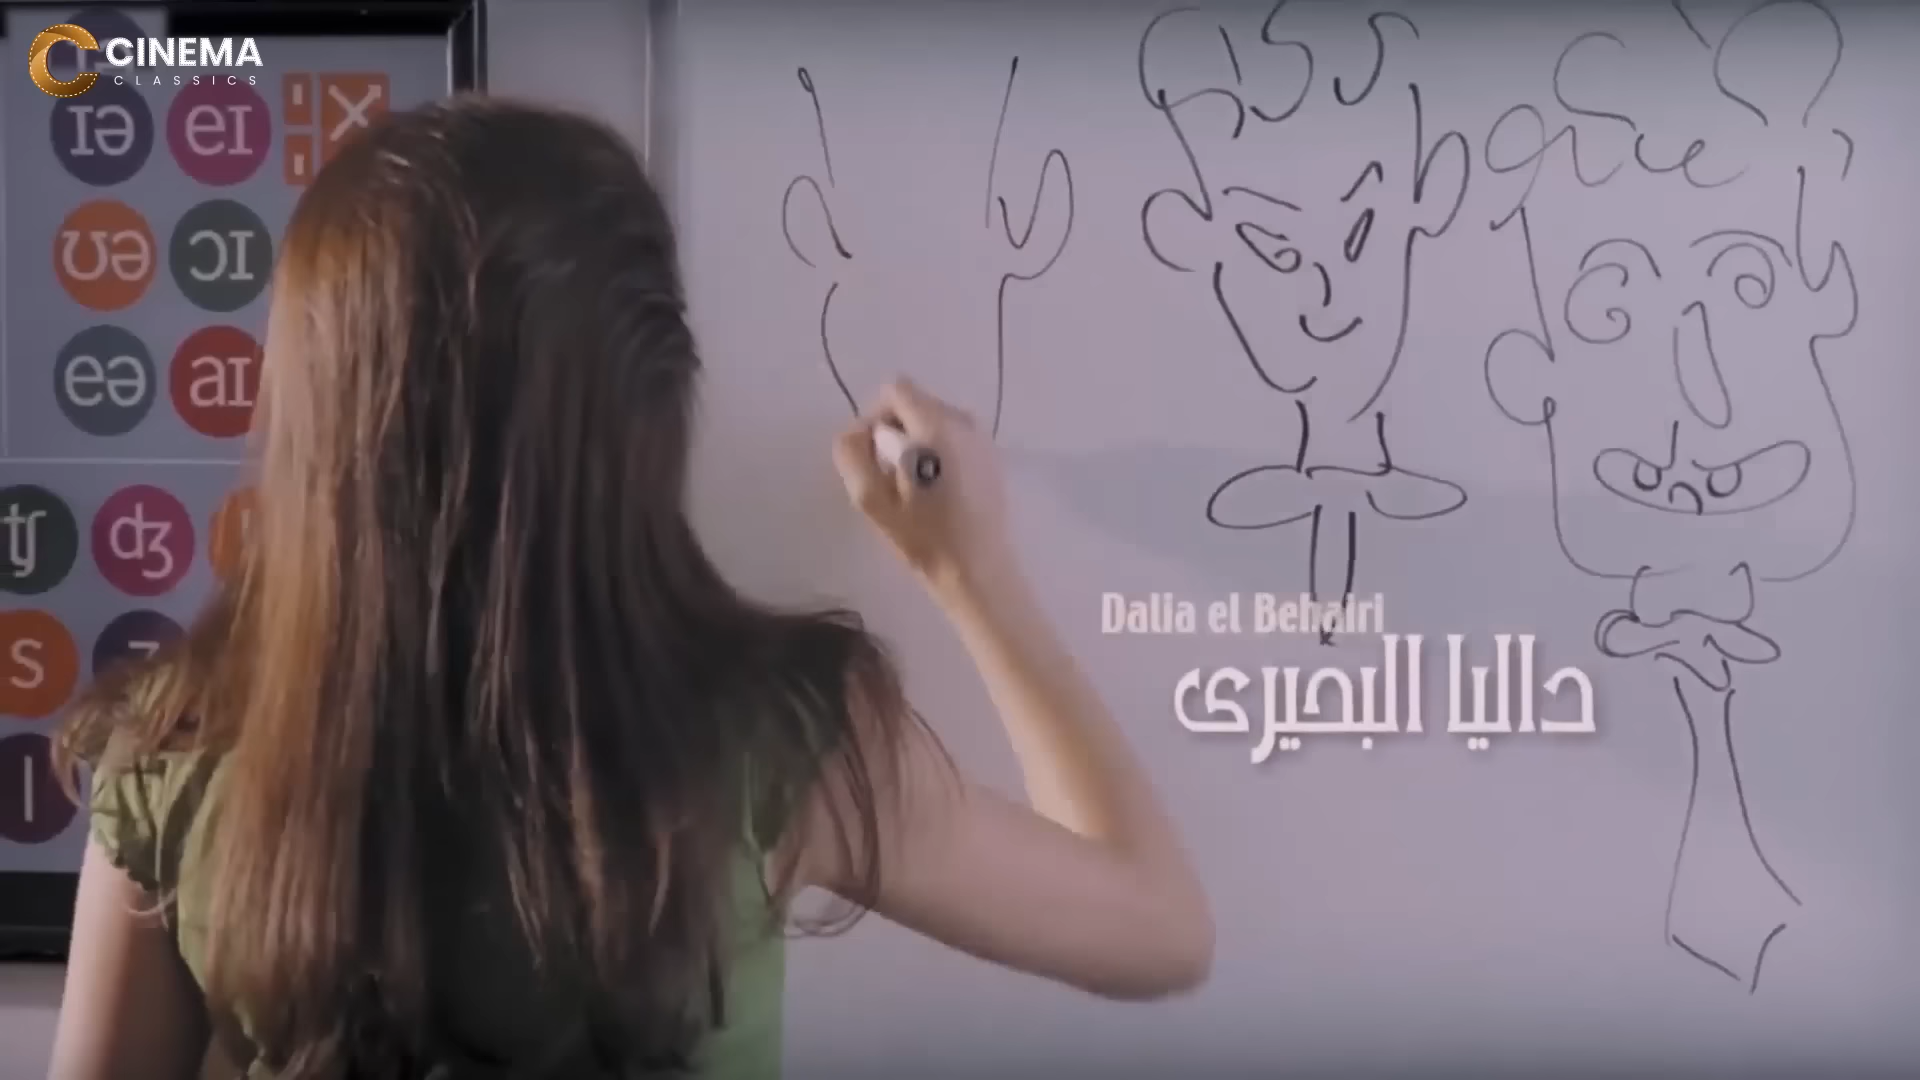 CINEMA
CLASSICS
ɪə eɪ
ʊə ɔɪ
eə aɪ
tʃ dʒ
s z
l
Dalia el Behairi
داليا البحيرى